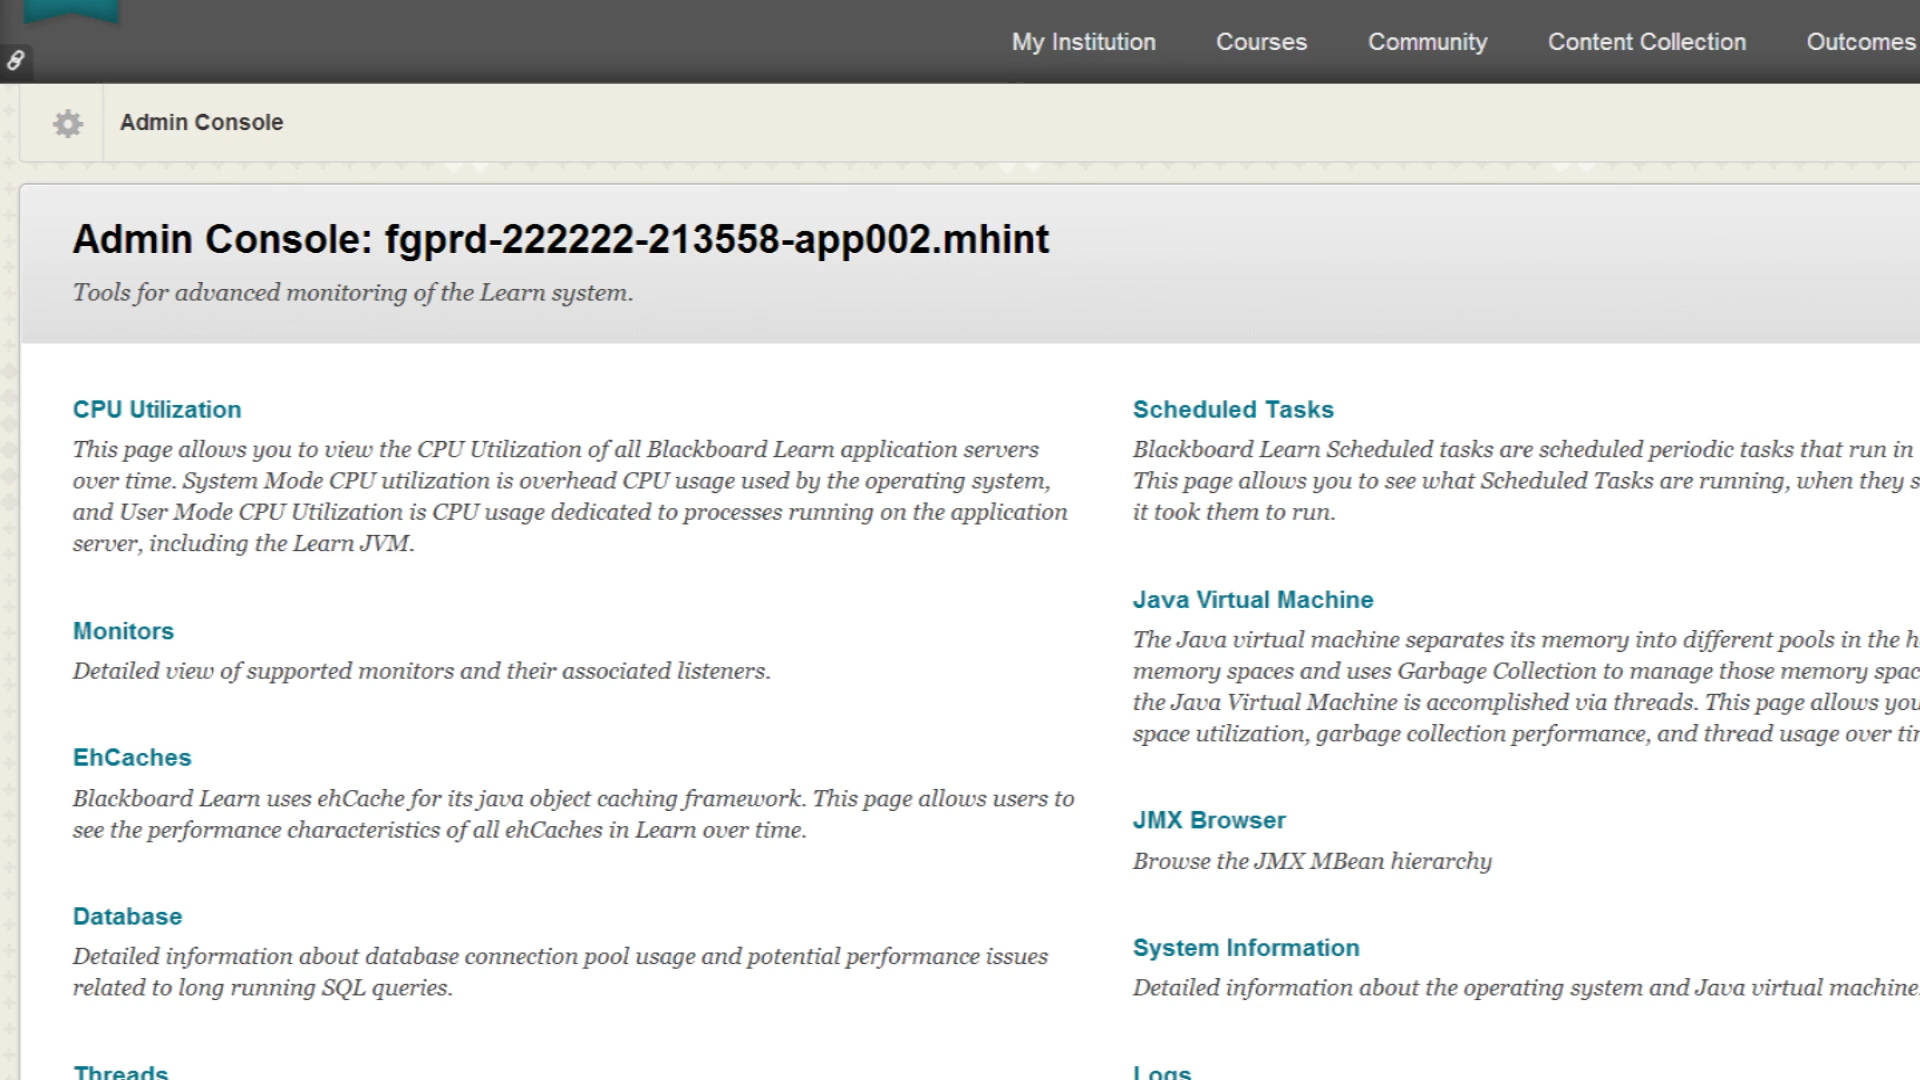 My Institution Courses Community Content Collection Outcomes
Admin Console
Admin Console: fgprd-222222-213558-app002.mhint
Tools for advanced monitoring of the Learn system.
CPU Utilization
This page allows you to view the CPU Utilization of all Blackboard Learn application servers
over time. System Mode CPU utilization is overhead CPU usage used by the operating system,
and User Mode CPU Utilization is CPU usage dedicated to processes running on the application
server, including the Learn JVM.
Monitors
Detailed view of supported monitors and their associated listeners.
EhCaches
Blackboard Learn uses ehCache for its java object caching framework. This page allows users to
see the performance characteristics of all ehCaches in Learn over time.
Database
Detailed information about database connection pool usage and potential performance issues
related to long running SQL queries.
Threads
Scheduled Tasks
Blackboard Learn Scheduled tasks are scheduled periodic tasks that run in
This page allows you to see what Scheduled Tasks are running, when they s
it took them to run.
Java Virtual Machine
The Java virtual machine separates its memory into different pools in the
memory spaces and uses Garbage Collection to manage those memory spac
the Java Virtual Machine is accomplished via threads. This page allows you
space utilization, garbage collection performance, and thread usage over
JMX Browser
Browse the JMX MBean hierarchy
System Information
Detailed information about the operating system and Java virtual machine
Logs